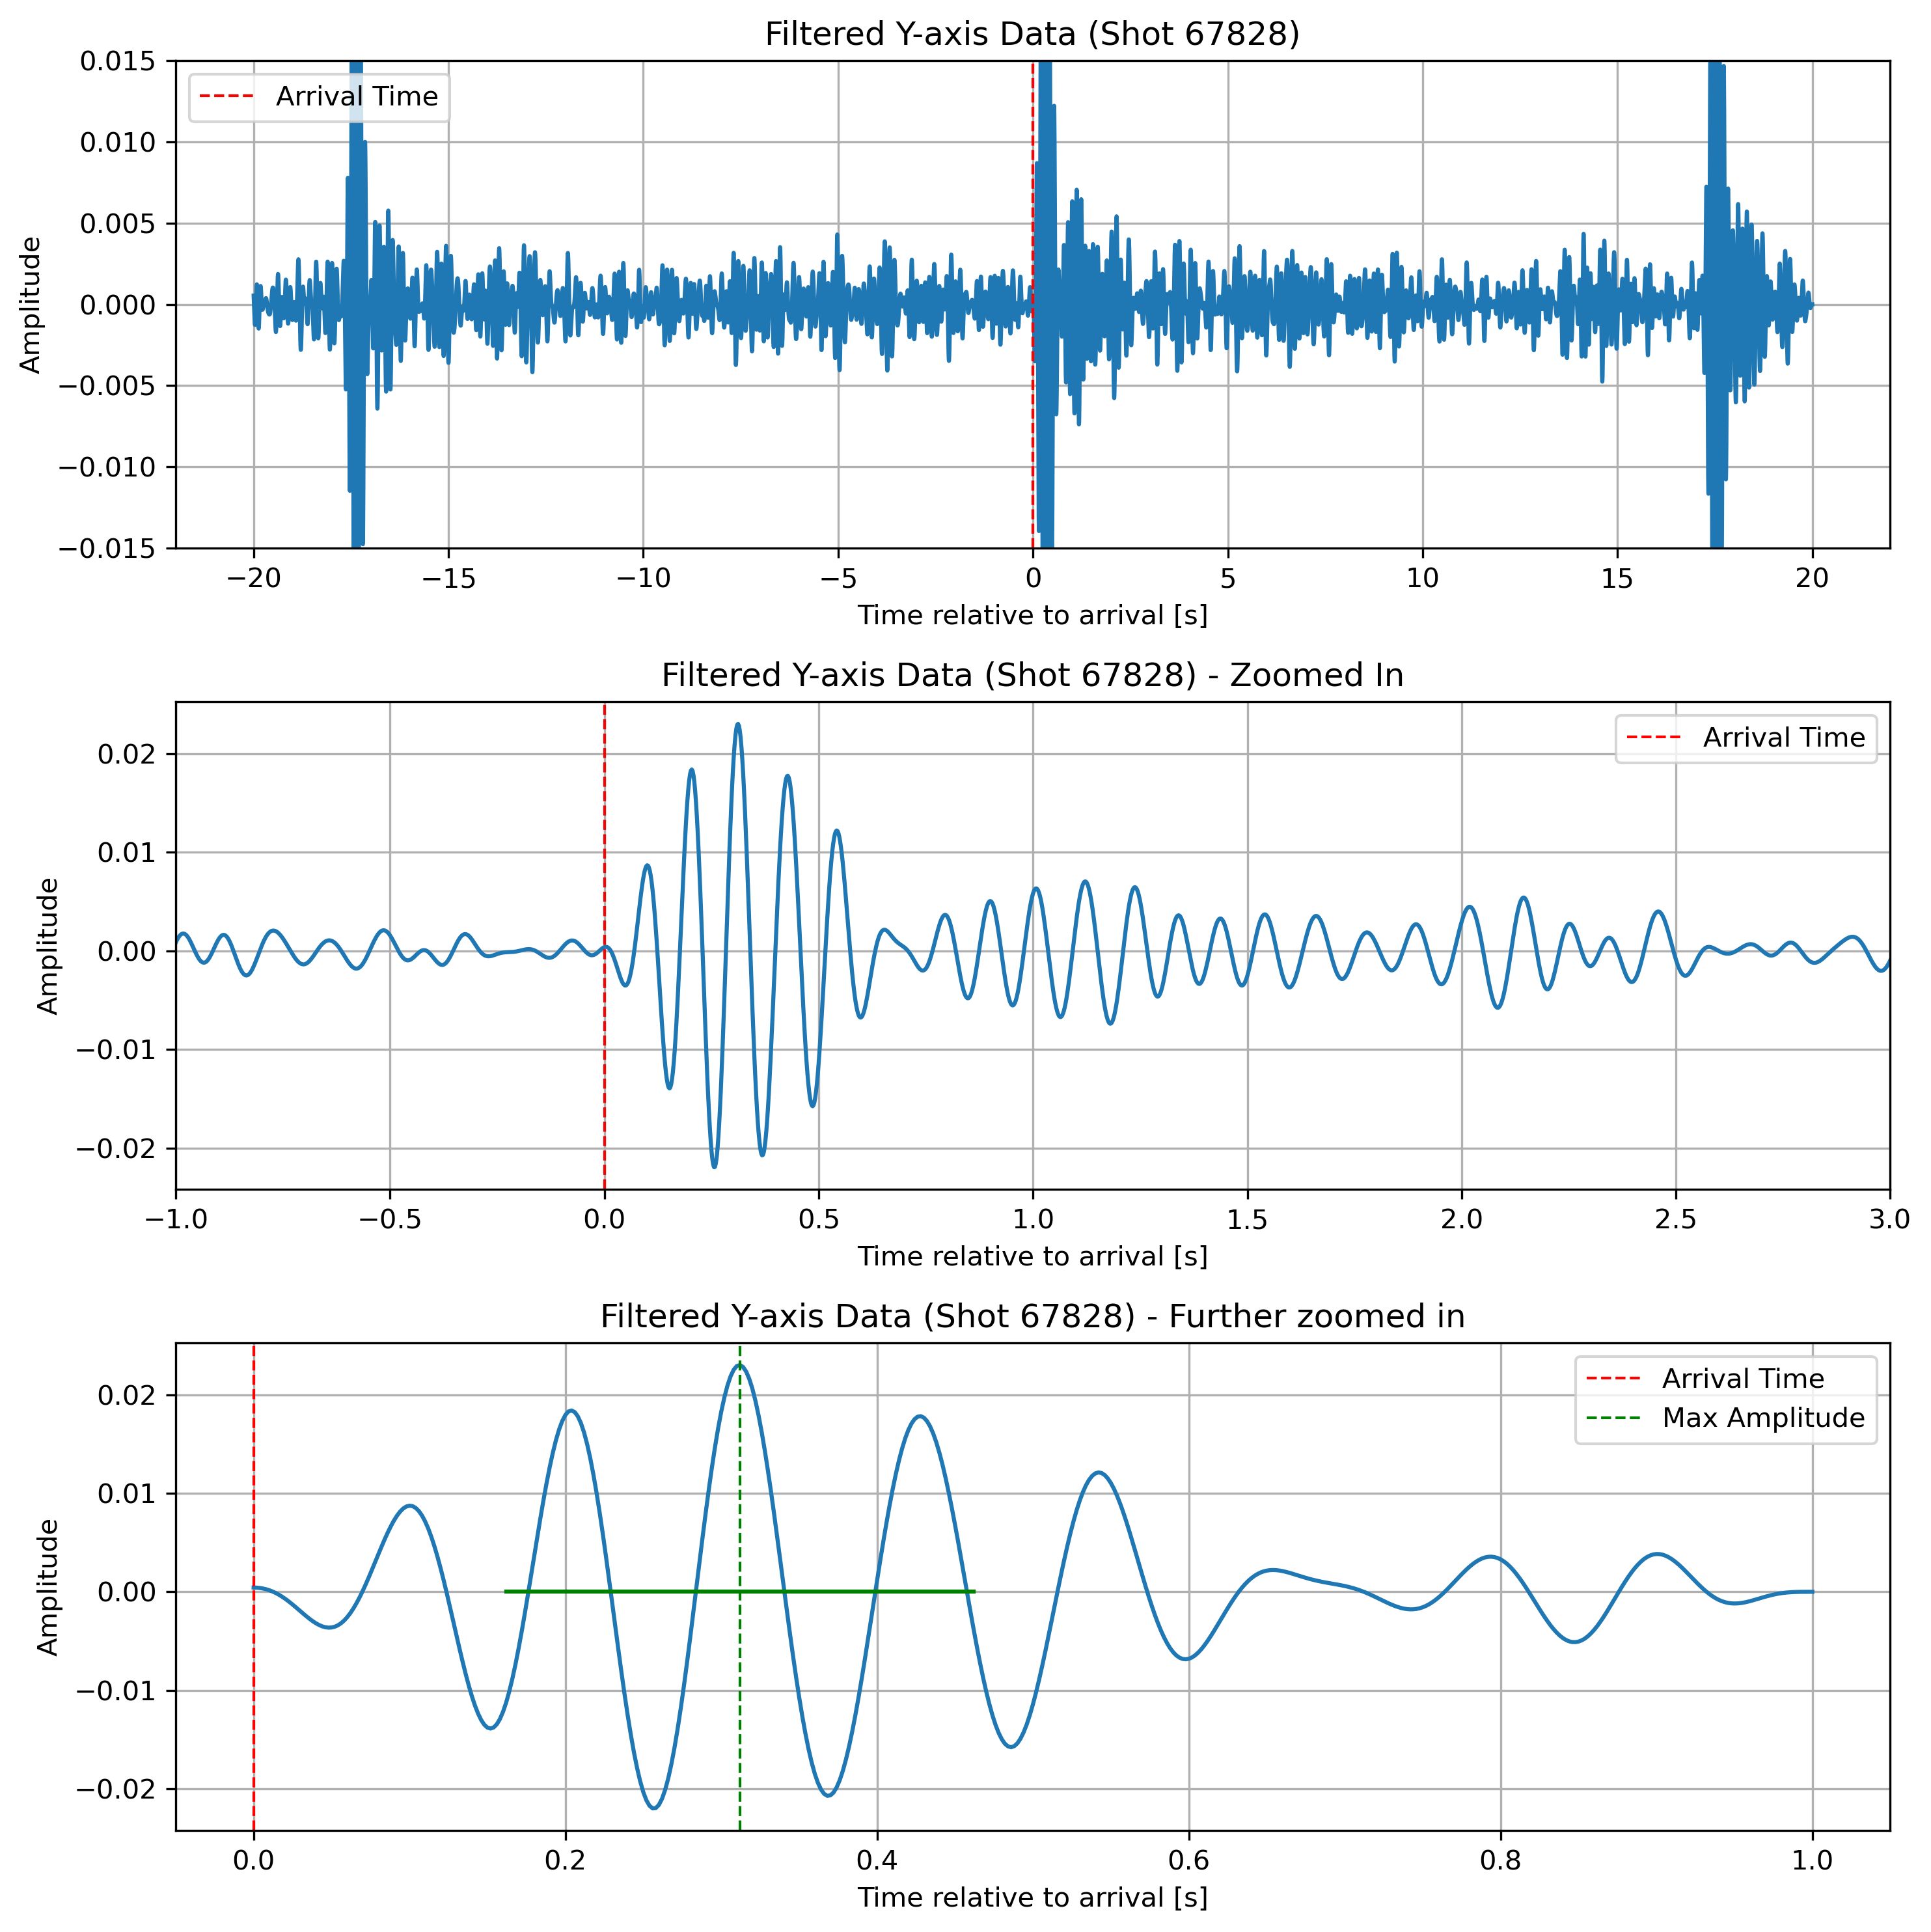 Filtered Y-axis Data (Shot 67828)
0.015
0.010
0.005
0.000
−0.005
−0.010
−0.015
Amplitude
Arrival Time
−20 −15 −10 −5 0 5 10 15 20
Time relative to arrival [s]
Filtered Y-axis Data (Shot 67828) - Zoomed In
0.02
0.01
0.00
−0.01
−0.02
Amplitude
Arrival Time
−1.0 −0.5 0.0 0.5 1.0 1.5 2.0 2.5 3.0
Time relative to arrival [s]
Filtered Y-axis Data (Shot 67828) - Further zoomed in
0.02
0.01
0.00
−0.01
−0.02
Amplitude
Arrival Time
Max Amplitude
0.0 0.2 0.4 0.6 0.8 1.0
Time relative to arrival [s]